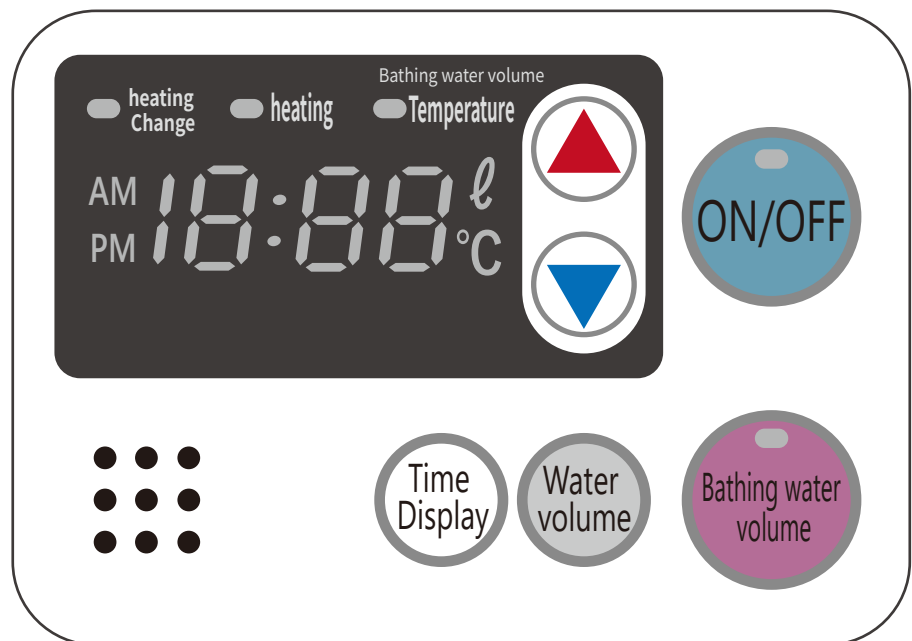 Bathing water volume
heating
Change
heating
Temperature
AM
PM
18:88
ℓ
°C
ON/OFF
Time
Display
Water
volume
Bathing water
volume